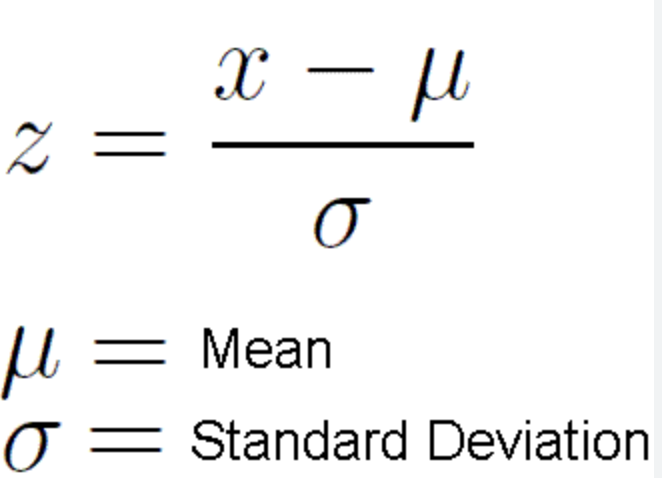 z = (x − μ) / σ
μ = Mean
σ = Standard Deviation